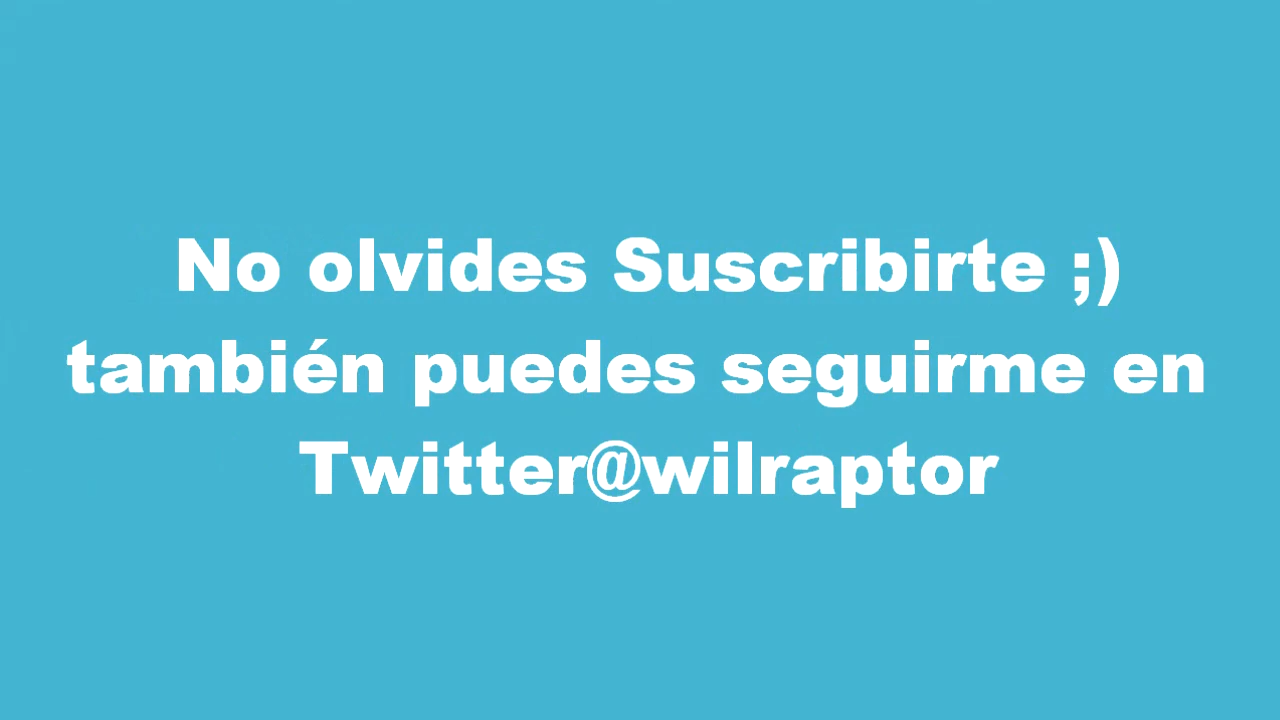 No olvides Suscribirte ;)
también puedes seguirme en
Twitter@wilraptor